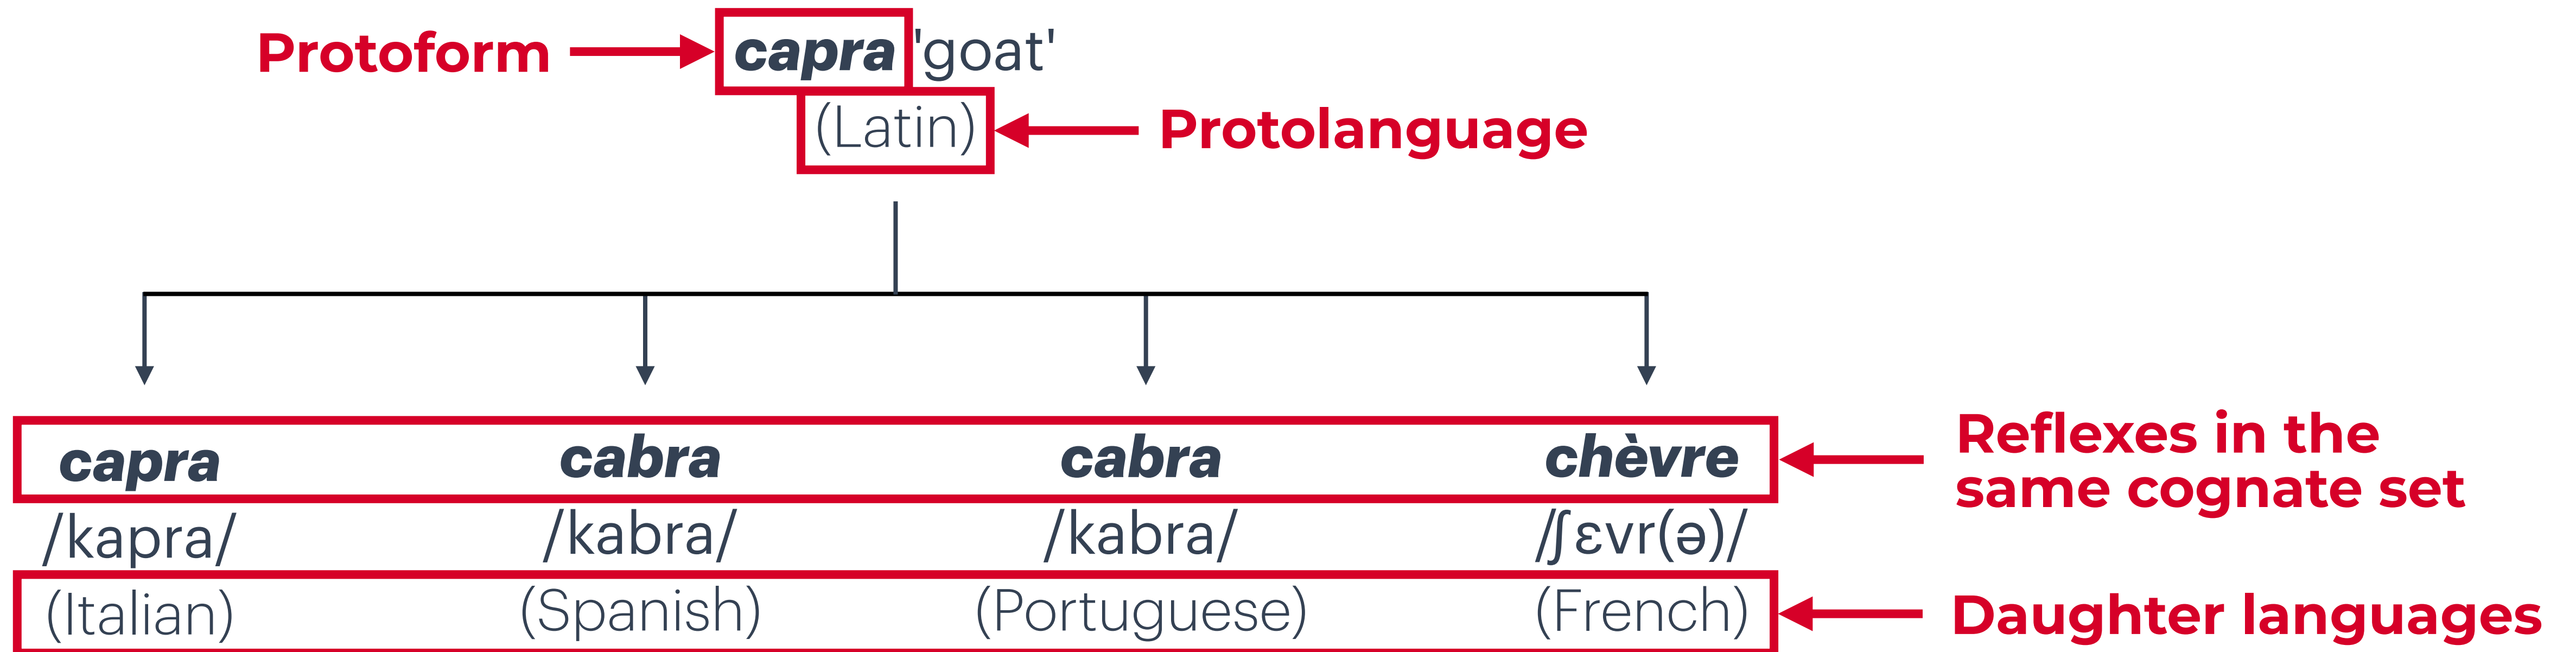 Protoform capra 'goat'
(Latin) Protolanguage
capra cabra cabra chèvre
Reflexes in the
same cognate set
/kapra/ /kabra/ /kabra/ /ʃɛvr(ə)/
(Italian) (Spanish) (Portuguese) (French) Daughter languages